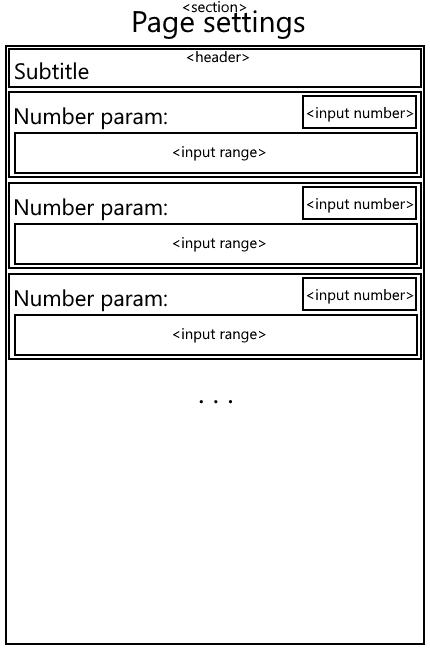 <section>
Page settings
<header>
Subtitle
Number param:
<input number>
<input range>
Number param:
<input number>
<input range>
Number param:
<input number>
<input range>
. . .